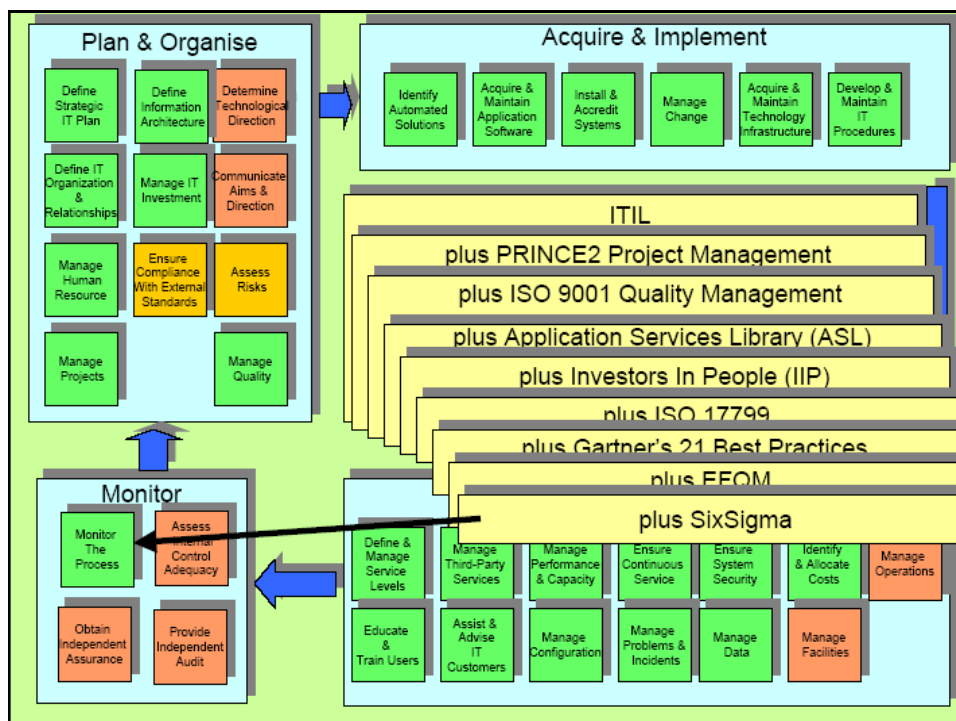 Plan & Organise
Define
Strategic
IT Plan
Define
Information
Architecture
Determine
Technological
Direction
Define IT
Organization
&
Relationships
Manage IT
Investment
Communicate
Aims &
Direction
Manage
Human
Resource
Ensure
Compliance
With External
Standards
Assess
Risks
Manage
Projects
Manage
Quality
Acquire & Implement
Identify
Automated
Solutions
Acquire &
Maintain
Application
Software
Install &
Accredit
Systems
Manage
Change
Acquire &
Maintain
Technology
Infrastructure
Develop &
Maintain
IT
Procedures
ITIL
plus PRINCE2 Project Management
plus ISO 9001 Quality Management
plus Application Services Library (ASL)
plus Investors In People (IIP)
plus ISO 17799
plus Gartner's 21 Best Practices
plus EFQM
plus SixSigma
Monitor
Monitor
The
Process
Assess
Internal
Control
Adequacy
Obtain
Independent
Assurance
Provide
Independent
Audit
Define &
Manage
Service
Levels
Manage
Third-Party
Services
Manage
Performance
& Capacity
Ensure
Continuous
Service
Ensure
System
Security
Identify
& Allocate
Costs
Manage
Operations
Educate
& Train Users
Assist &
Advise
IT
Customers
Manage
Configuration
Manage
Problems &
Incidents
Manage
Data
Manage
Facilities